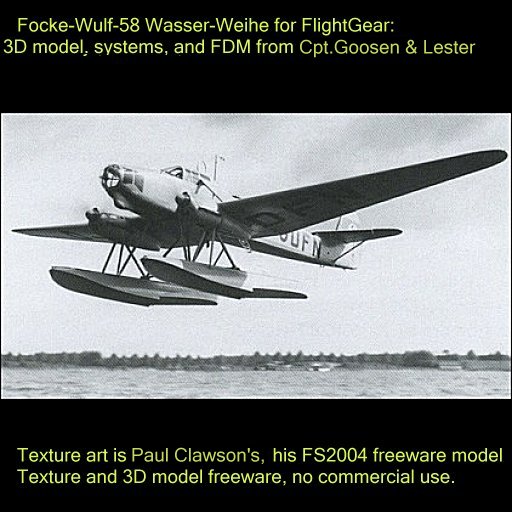 Focke-Wulf-58 Wasser-Weihe for FlightGear:
3D model, systems, and FDM from Cpt.Goosen & Lester
Texture art is Paul Clawson's, his FS2004 freeware model
Texture and 3D model freeware, no commercial use.